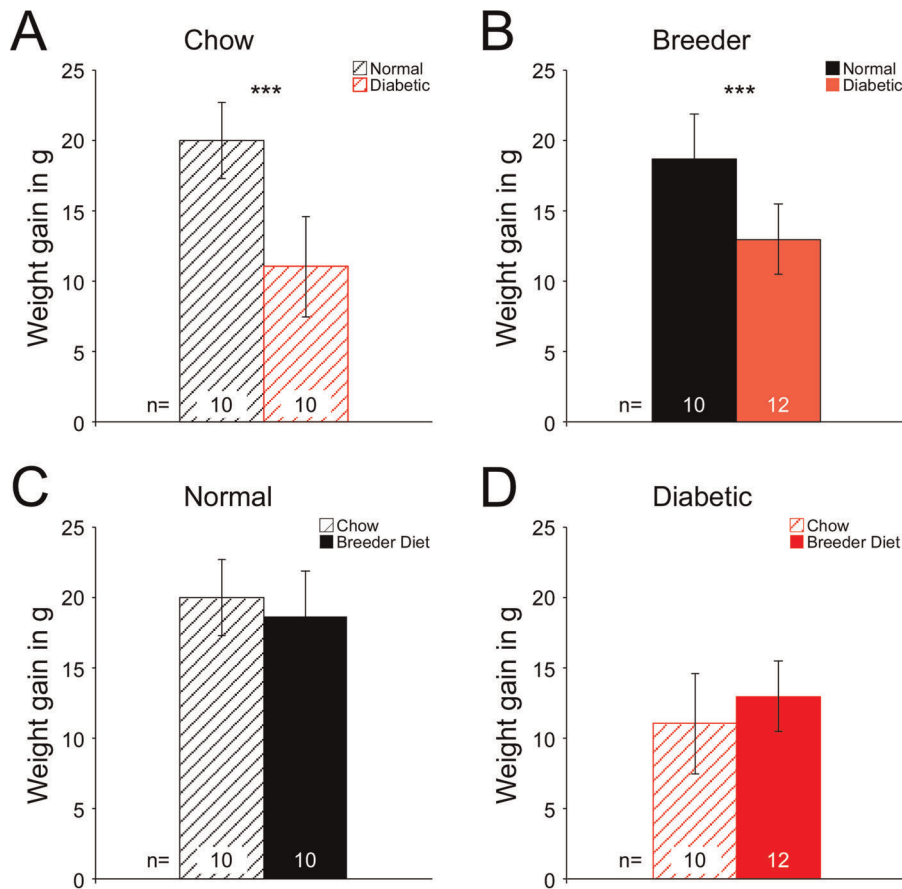 A
Chow
Normal
Diabetic
***
Weight gain in g
25
20
15
10
5
0
n=
10
10
B
Breeder
Normal
Diabetic
***
Weight gain in g
25
20
15
10
5
0
n=
10
12
C
Normal
Chow
Breeder Diet
Weight gain in g
25
20
15
10
5
0
n=
10
10
D
Diabetic
Chow
Breeder Diet
Weight gain in g
25
20
15
10
5
0
n=
10
12